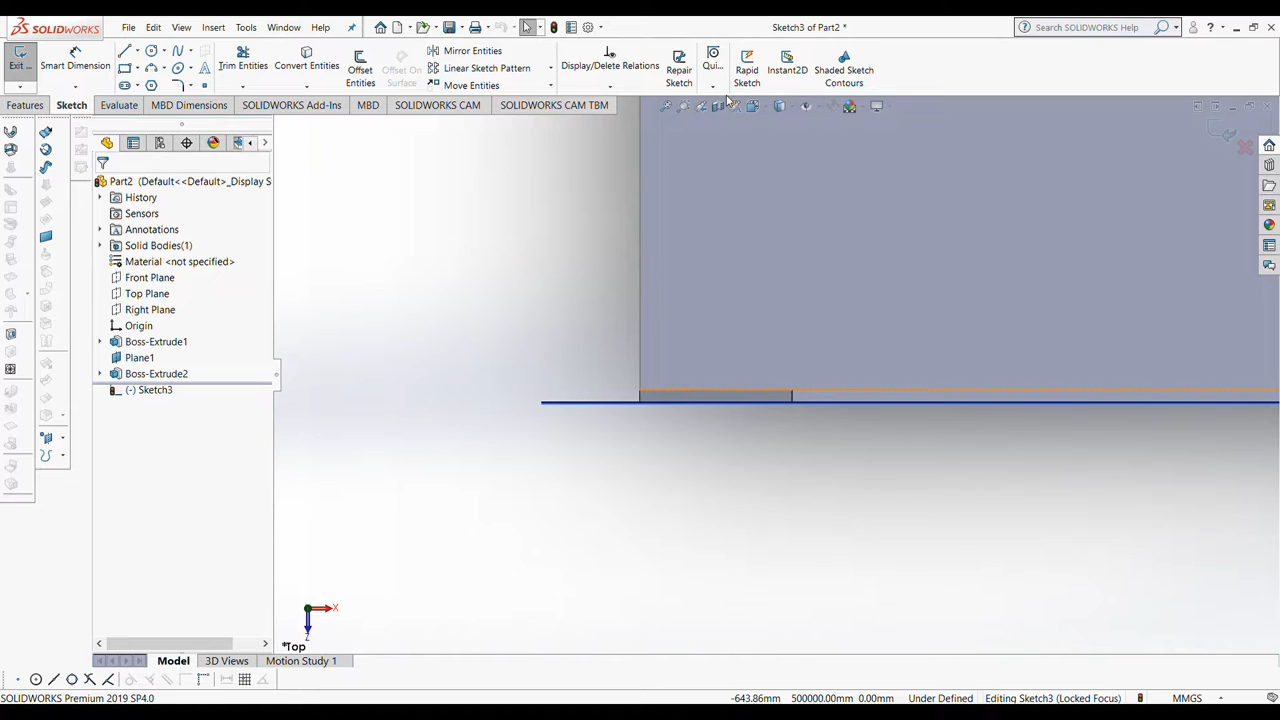 SOLIDWORKS
File Edit View Insert Tools Window Help
Sketch3 of Part2 *
Search SOLIDWORKS Help
Exit ...
Smart Dimension
Trim Entities
Convert Entities
Offset Entities
Offset On Surface
Mirror Entities
Linear Sketch Pattern
Move Entities
Display/Delete Relations
Repair Sketch
Qui...
Rapid Sketch
Instant2D
Shaded Sketch Contours
Features Sketch Evaluate MBD Dimensions SOLIDWORKS Add-Ins MBD SOLIDWORKS CAM SOLIDWORKS CAM TBM
Part2 (Default<<Default>_Display S
History
Sensors
Annotations
Solid Bodies(1)
Material <not specified>
Front Plane
Top Plane
Right Plane
Origin
Boss-Extrude1
Plane1
Boss-Extrude2
(-) Sketch3
X
Z
*Top
Model 3D Views Motion Study 1
SOLIDWORKS Premium 2019 SP4.0
-643.86mm 500000.00mm 0.00mm Under Defined Editing Sketch3 (Locked Focus) MMGS